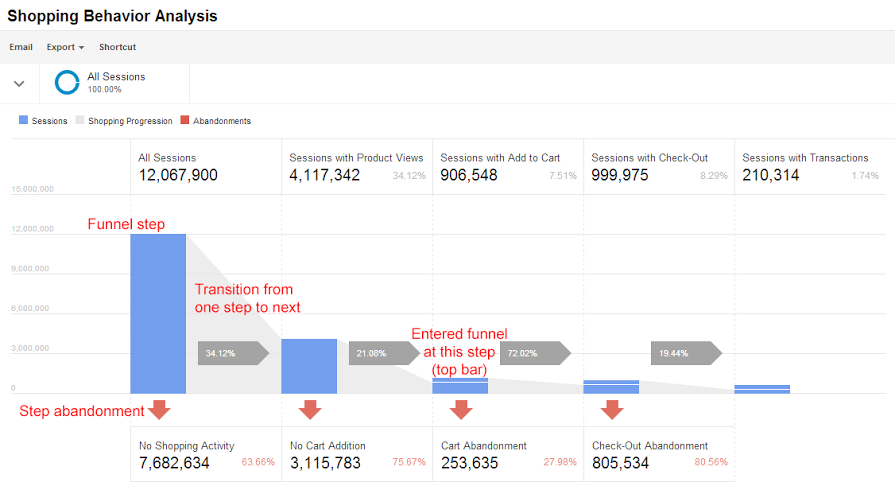 Shopping Behavior Analysis
Email Export Shortcut
All Sessions
100.00%
Sessions Shopping Progression Abandonments
All Sessions Sessions with Product Views Sessions with Add to Cart Sessions with Check-Out Sessions with Transactions
12,067,900 4,117,342 34.12% 906,548 7.51% 999,975 8.29% 210,314 1.74%
15,000,000
Funnel step
12,000,000
9,000,000
Transition from
one step to next
6,000,000
Entered funnel
at this step
(top bar)
3,000,000
34.12% 21.08% 72.02% 19.44%
0
Step abandonment
No Shopping Activity No Cart Addition Cart Abandonment Check-Out Abandonment
7,682,634 63.66% 3,115,783 75.67% 253,635 27.98% 805,534 80.56%